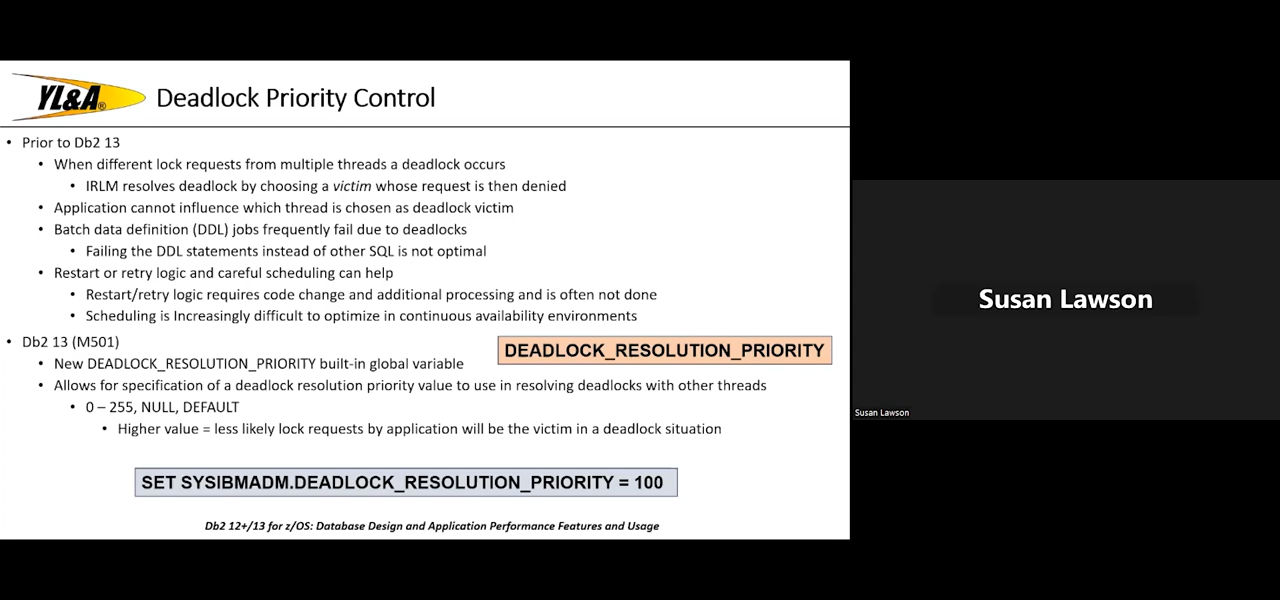 YL&A®
Deadlock Priority Control
• Prior to Db2 13
• When different lock requests from multiple threads a deadlock occurs
• IRLM resolves deadlock by choosing a victim whose request is then denied
• Application cannot influence which thread is chosen as deadlock victim
• Batch data definition (DDL) jobs frequently fail due to deadlocks
• Failing the DDL statements instead of other SQL is not optimal
• Restart or retry logic and careful scheduling can help
• Restart/retry logic requires code change and additional processing and is often not done
• Scheduling is Increasingly difficult to optimize in continuous availability environments
• Db2 13 (M501)
• New DEADLOCK_RESOLUTION_PRIORITY built-in global variable
DEADLOCK_RESOLUTION_PRIORITY
• Allows for specification of a deadlock resolution priority value to use in resolving deadlocks with other threads
• 0 – 255, NULL, DEFAULT
• Higher value = less likely lock requests by application will be the victim in a deadlock situation
SET SYSIBMADM.DEADLOCK_RESOLUTION_PRIORITY = 100
Db2 12+/13 for z/OS: Database Design and Application Performance Features and Usage
Susan Lawson
Susan Lawson